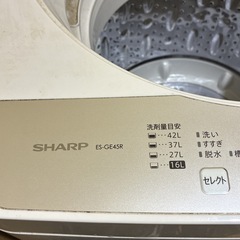 SHARP ES-GE45R
洗剤量目安
…42L
…37L
…27L
…16L
洗い
すすぎ
脱水
セレクト